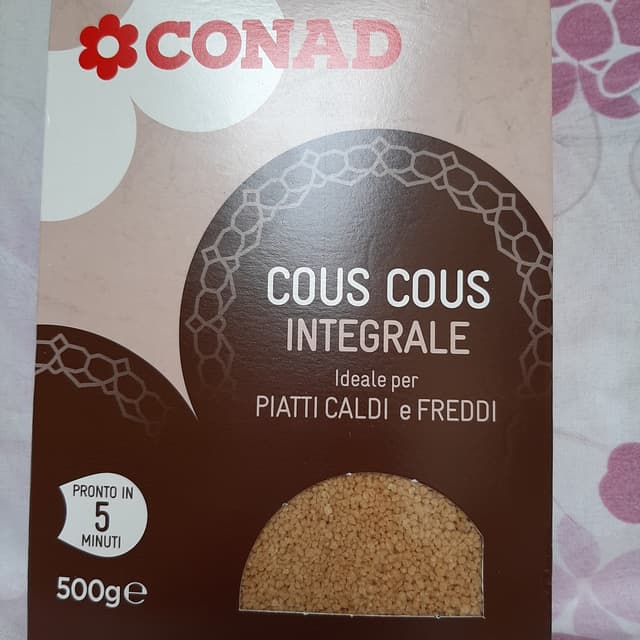 CONAD
COUS COUS
INTEGRALE
Ideale per
PIATTI CALDI e FREDDI
PRONTO IN
5
MINUTI
500g℮